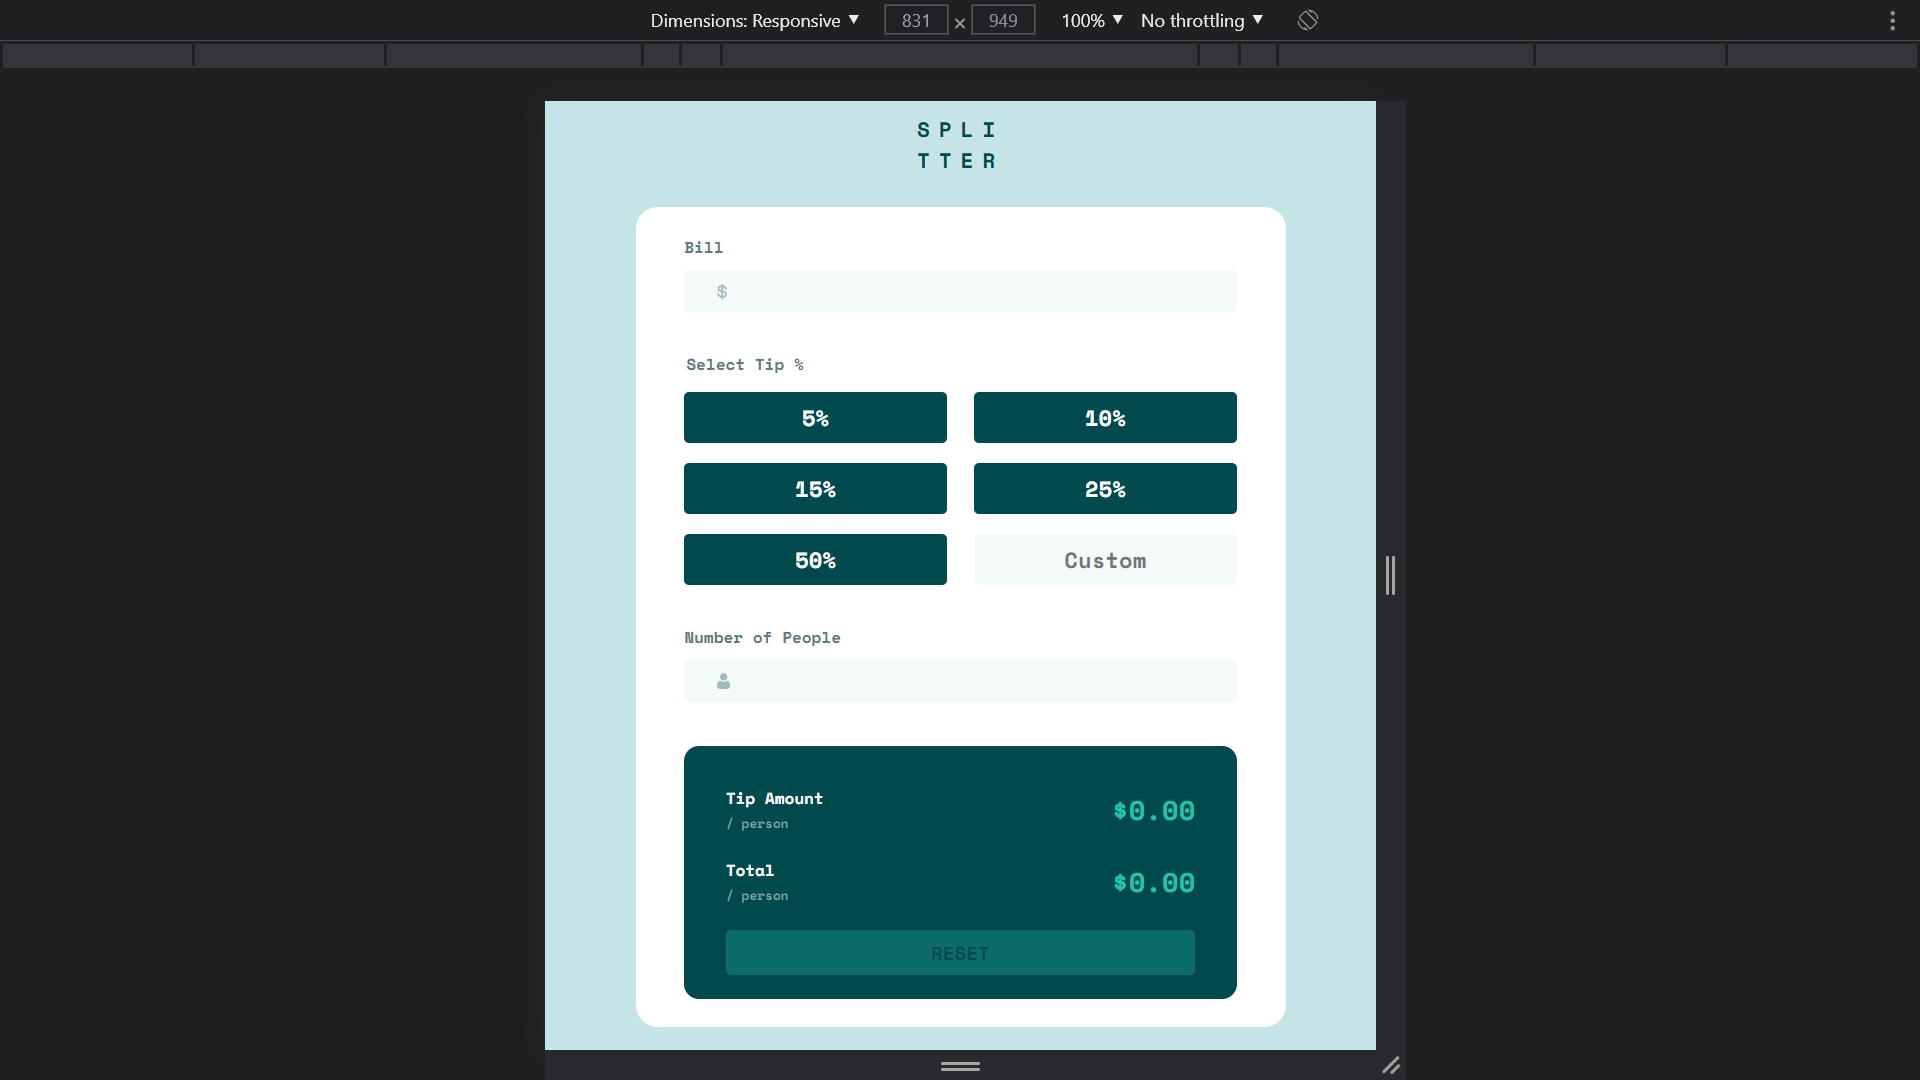 Dimensions: Responsive ▼ 831 × 949 100% ▼ No throttling ▼
SPLI
TTER
Bill
$
Select Tip %
5% 10%
15% 25%
50% Custom
Number of People
Tip Amount
/ person
$0.00
Total
/ person
$0.00
RESET